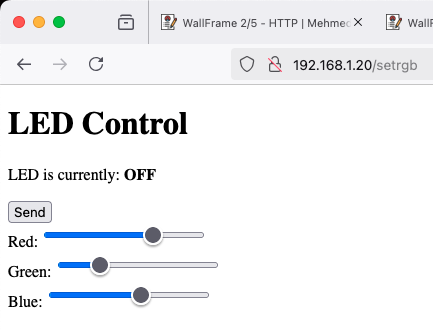 WallFrame 2/5 - HTTP | Mehmed
WallF
192.168.1.20/setrgb
LED Control
LED is currently: OFF
Send
Red:
Green:
Blue: